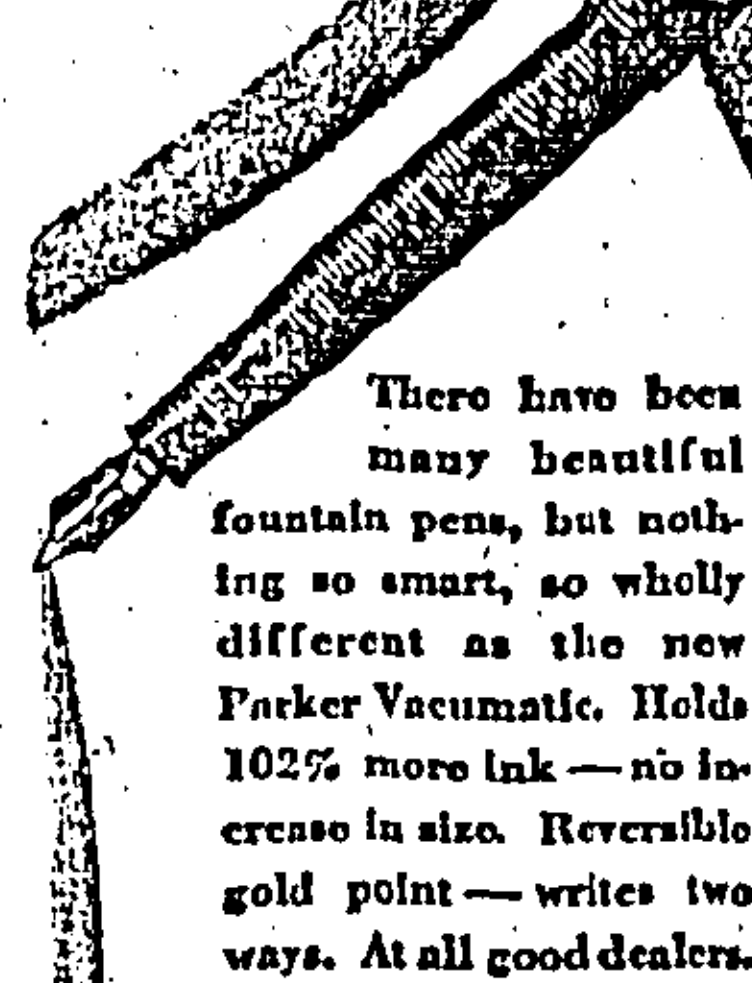 There have been
many beautiful
fountain pens, but noth-
ing so smart, so wholly
different as the new
Parker Vacumatic. Holds
102% more ink — no in-
crease in size. Reversible
gold point — writes two
ways. At all good dealers.